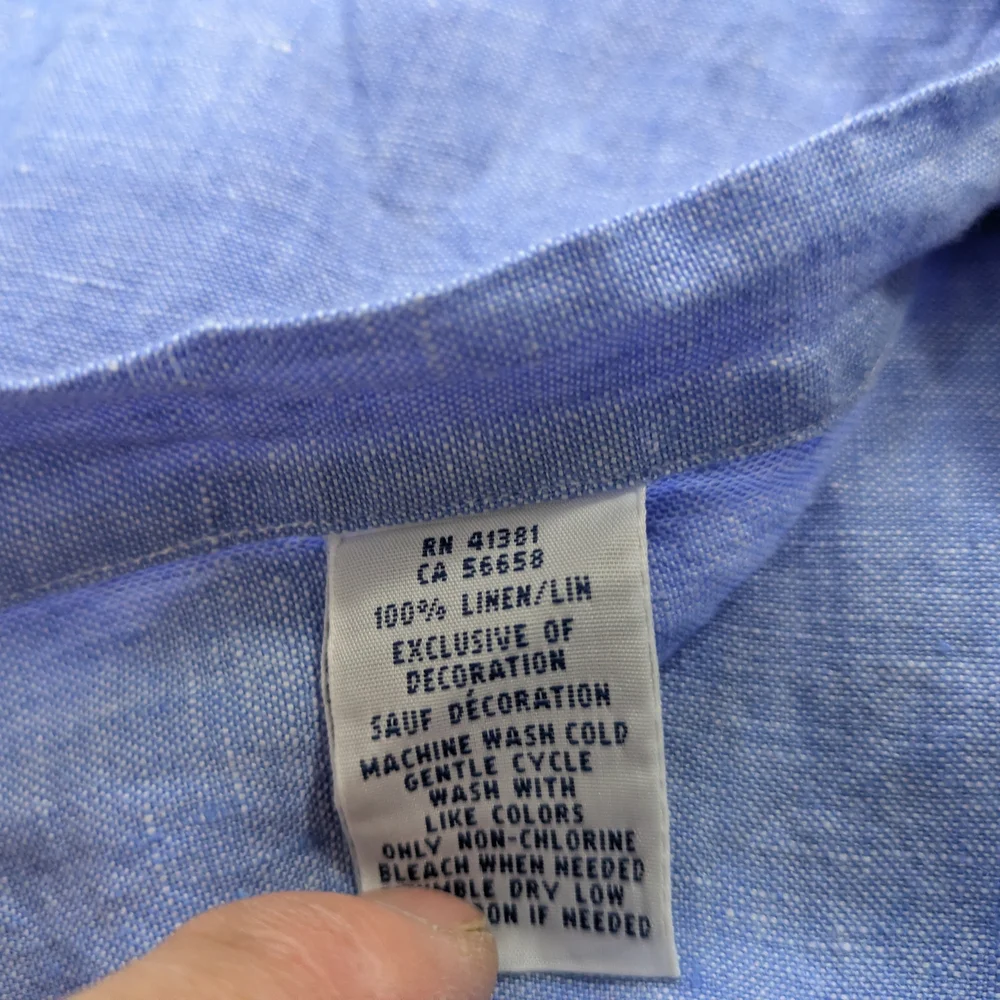 RN 41381
CA 56658
100% LINEN/LIN
EXCLUSIVE OF
DECORATION
SAUF DÉCORATION
MACHINE WASH COLD
GENTLE CYCLE
WASH WITH
LIKE COLORS
ONLY NON-CHLORINE
BLEACH WHEN NEEDED
DRY LOW
IF NEEDED